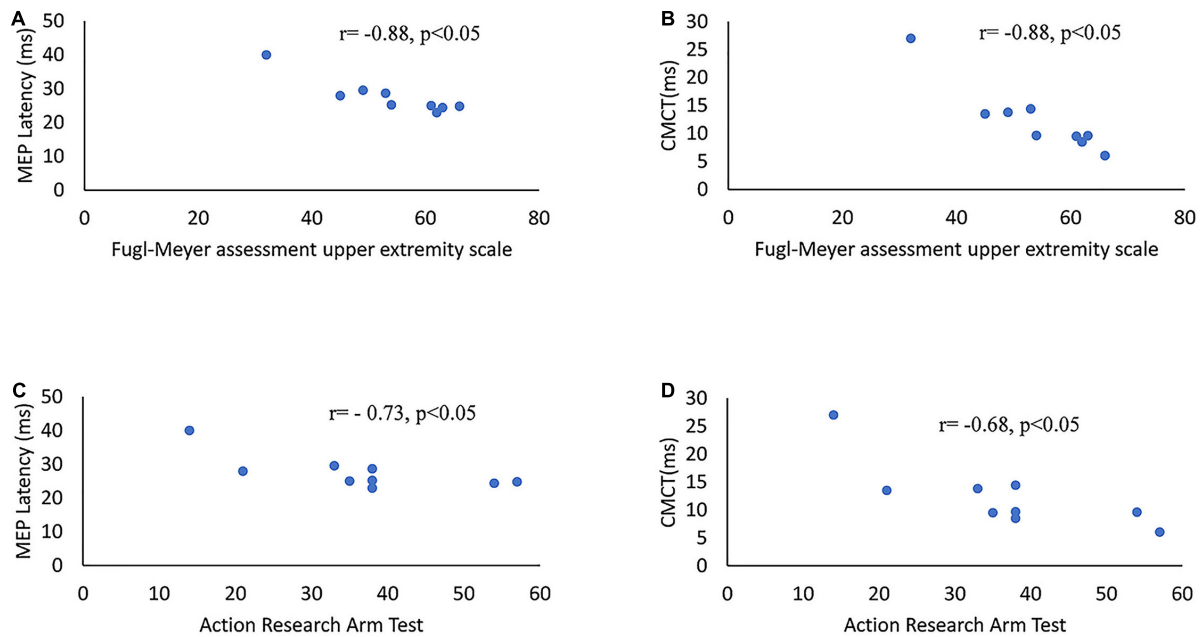 A
r= -0.88, p<0.05
MEP Latency (ms)
50
40
30
20
10
0
0 20 40 60 80
Fugl-Meyer assessment upper extremity scale
B
r= -0.88, p<0.05
CMCT(ms)
30
25
20
15
10
5
0
0 20 40 60 80
Fugl-Meyer assessment upper extremity scale
C
r= - 0.73, p<0.05
MEP Latency (ms)
50
40
30
20
10
0
0 10 20 30 40 50 60
Action Research Arm Test
D
r= -0.68, p<0.05
CMCT(ms)
30
25
20
15
10
5
0
0 10 20 30 40 50 60
Action Research Arm Test